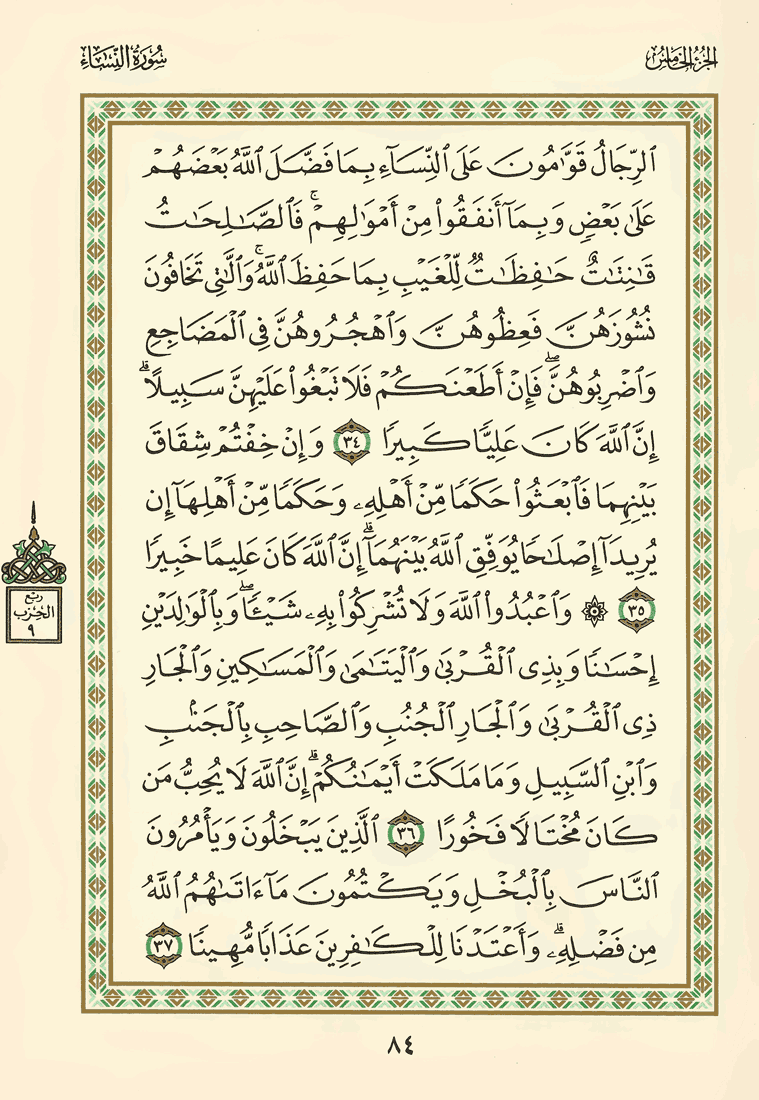 الجزء الخامس
سورة النساء
ٱلرِّجَالُ قَوَّٰمُونَ عَلَى ٱلنِّسَآءِ بِمَا فَضَّلَ ٱللَّهُ بَعْضَهُمْ
عَلَىٰ بَعْضٍ وَبِمَآ أَنفَقُوا۟ مِنْ أَمْوَٰلِهِمْ ۚ فَٱلصَّٰلِحَٰتُ
قَٰنِتَٰتٌ حَٰفِظَٰتٌ لِّلْغَيْبِ بِمَا حَفِظَ ٱللَّهُ ۚ وَٱلَّٰتِى تَخَافُونَ
نُشُوزَهُنَّ فَعِظُوهُنَّ وَٱهْجُرُوهُنَّ فِى ٱلْمَضَاجِعِ
وَٱضْرِبُوهُنَّ ۖ فَإِنْ أَطَعْنَكُمْ فَلَا تَبْغُوا۟ عَلَيْهِنَّ سَبِيلًا ۗ
إِنَّ ٱللَّهَ كَانَ عَلِيًّا كَبِيرًا ٣٤ وَإِنْ خِفْتُمْ شِقَاقَ
بَيْنِهِمَا فَٱبْعَثُوا۟ حَكَمًا مِّنْ أَهْلِهِۦ وَحَكَمًا مِّنْ أَهْلِهَآ إِن
يُرِيدَآ إِصْلَٰحًا يُوَفِّقِ ٱللَّهُ بَيْنَهُمَآ ۗ إِنَّ ٱللَّهَ كَانَ عَلِيمًا خَبِيرًا
٣٥ ۞ وَٱعْبُدُوا۟ ٱللَّهَ وَلَا تُشْرِكُوا۟ بِهِۦ شَيْـًٔا ۖ وَبِٱلْوَٰلِدَيْنِ
إِحْسَٰنًا وَبِذِى ٱلْقُرْبَىٰ وَٱلْيَتَٰمَىٰ وَٱلْمَسَٰكِينِ وَٱلْجَارِ
ذِى ٱلْقُرْبَىٰ وَٱلْجَارِ ٱلْجُنُبِ وَٱلصَّاحِبِ بِٱلْجَنۢبِ
وَٱبْنِ ٱلسَّبِيلِ وَمَا مَلَكَتْ أَيْمَٰنُكُمْ ۗ إِنَّ ٱللَّهَ لَا يُحِبُّ مَن
كَانَ مُخْتَالًا فَخُورًا ٣٦ ٱلَّذِينَ يَبْخَلُونَ وَيَأْمُرُونَ
ٱلنَّاسَ بِٱلْبُخْلِ وَيَكْتُمُونَ مَآ ءَاتَىٰهُمُ ٱللَّهُ
مِن فَضْلِهِۦ ۗ وَأَعْتَدْنَا لِلْكَٰفِرِينَ عَذَابًا مُّهِينًا ٣٧
ربع
الحزب
٩
٨٤